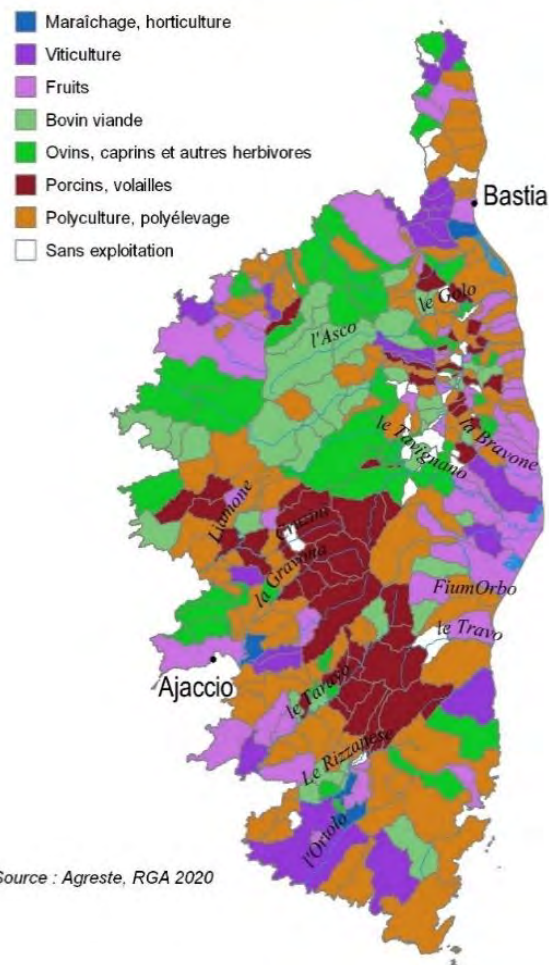 Maraîchage, horticulture
Viticulture
Fruits
Bovin viande
Ovins, caprins et autres herbivores
Porcins, volailles
Polyculture, polyélevage
Sans exploitation
Bastia
le Golo
l'Asco
le Tavignano
la Bravone
Liamone
Cruzini
la Gravona
FiumOrbo
le Travo
Ajaccio
le Taravo
Le Rizzanese
l'Ortolo
Source : Agreste, RGA 2020